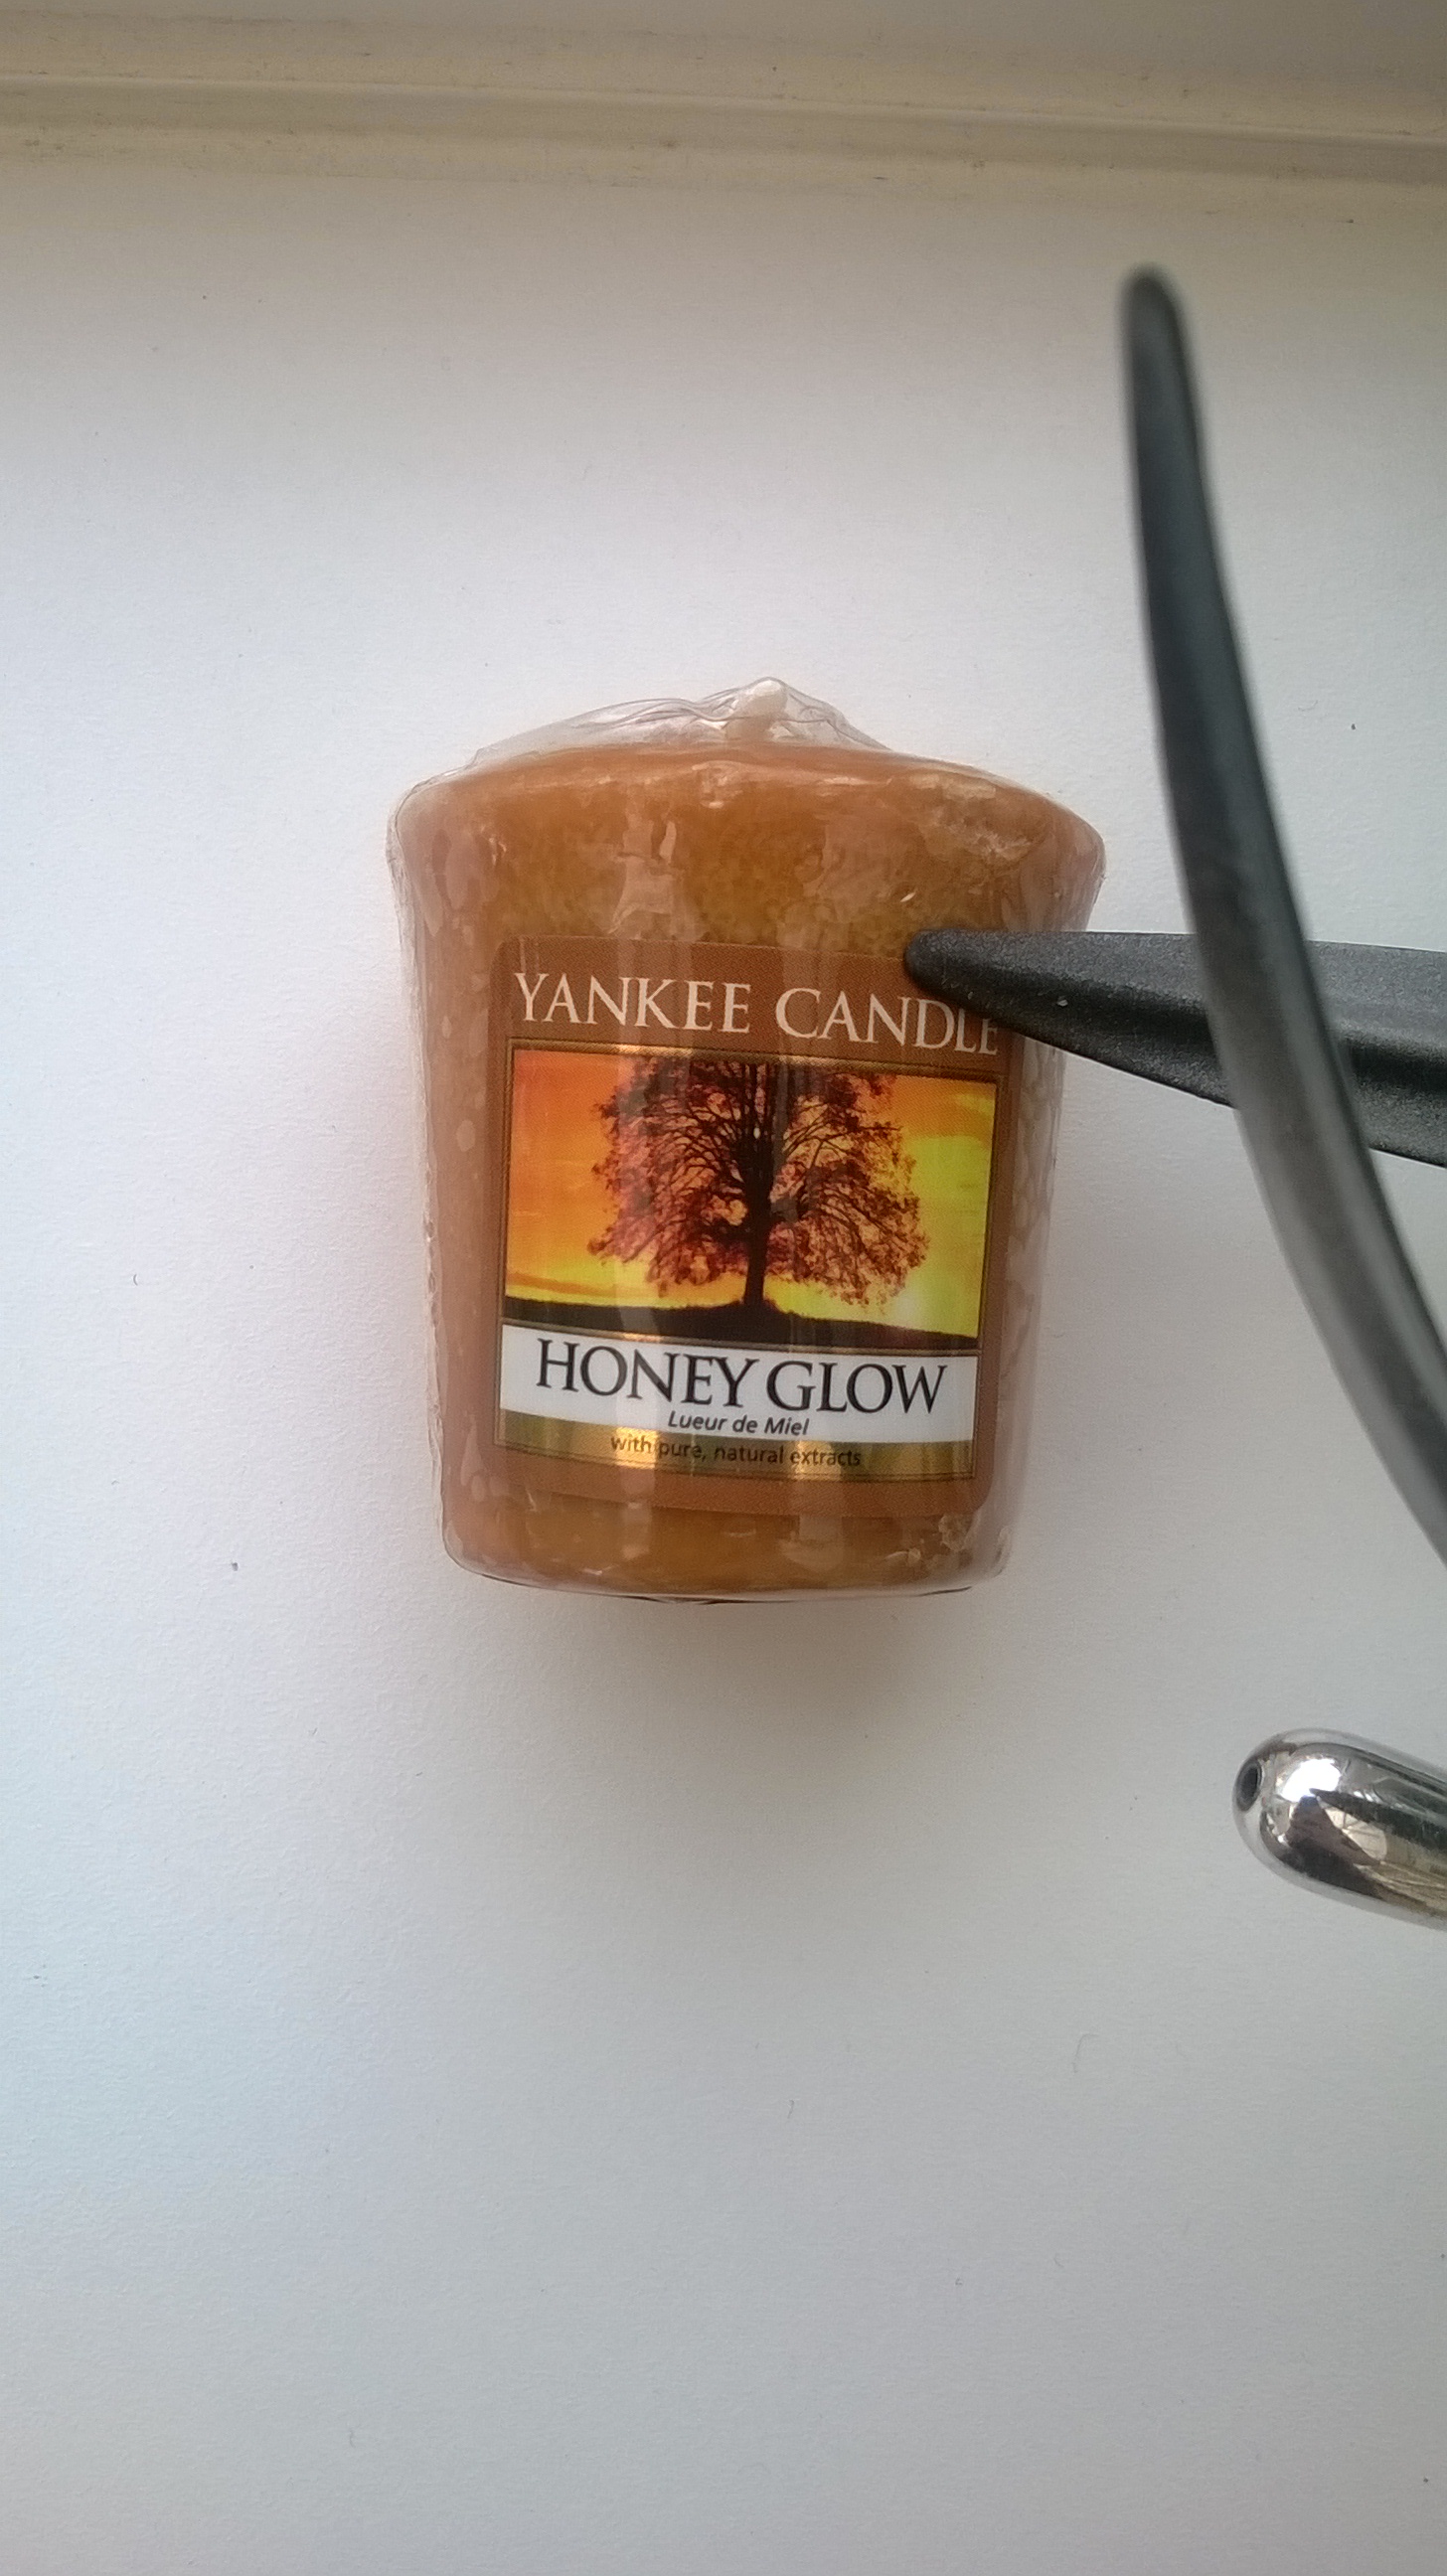 YANKEE CANDLE
HONEY GLOW
Lueur de Miel
with pure, natural extracts